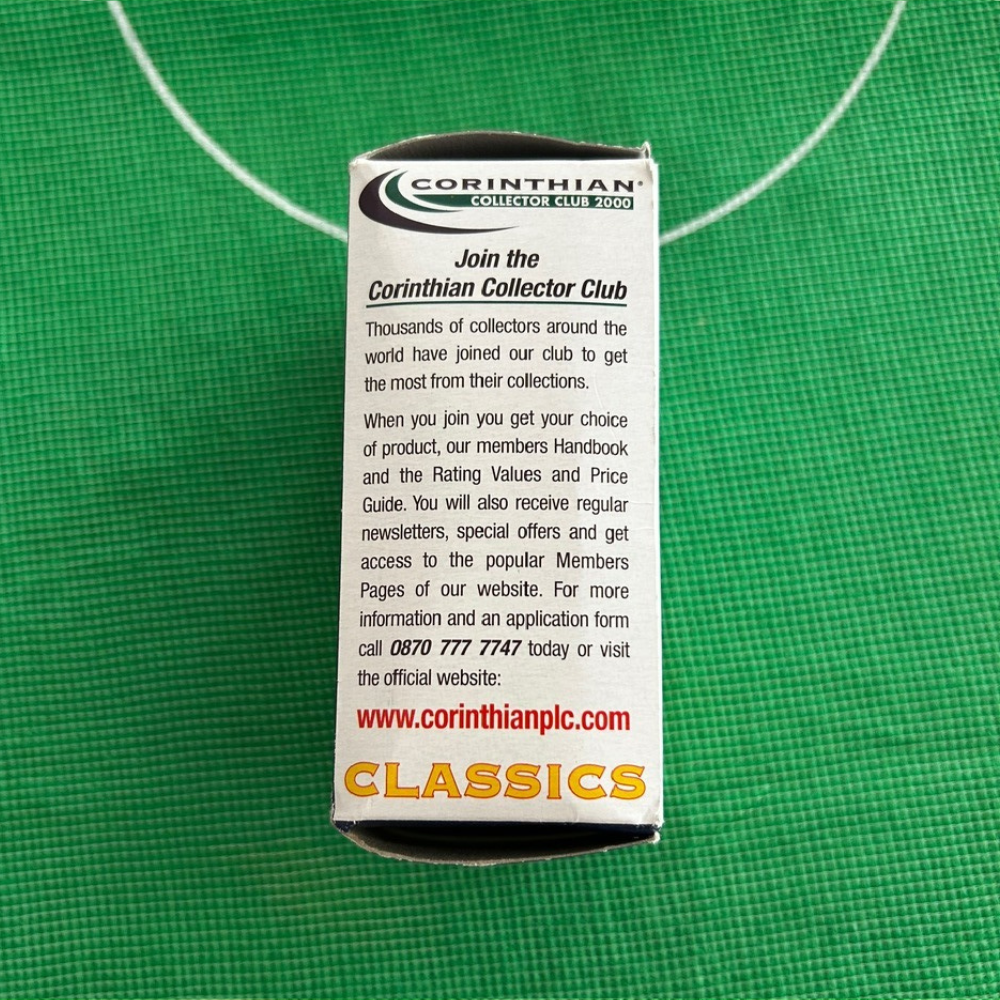 CORINTHIAN®
COLLECTOR CLUB 2000
Join the
Corinthian Collector Club
Thousands of collectors around the
world have joined our club to get
the most from their collections.
When you join you get your choice
of product, our members Handbook
and the Rating Values and Price
Guide. You will also receive regular
newsletters, special offers and get
access to the popular Members
Pages of our website. For more
information and an application form
call 0870 777 7747 today or visit
the official website:
www.corinthianplc.com
CLASSICS